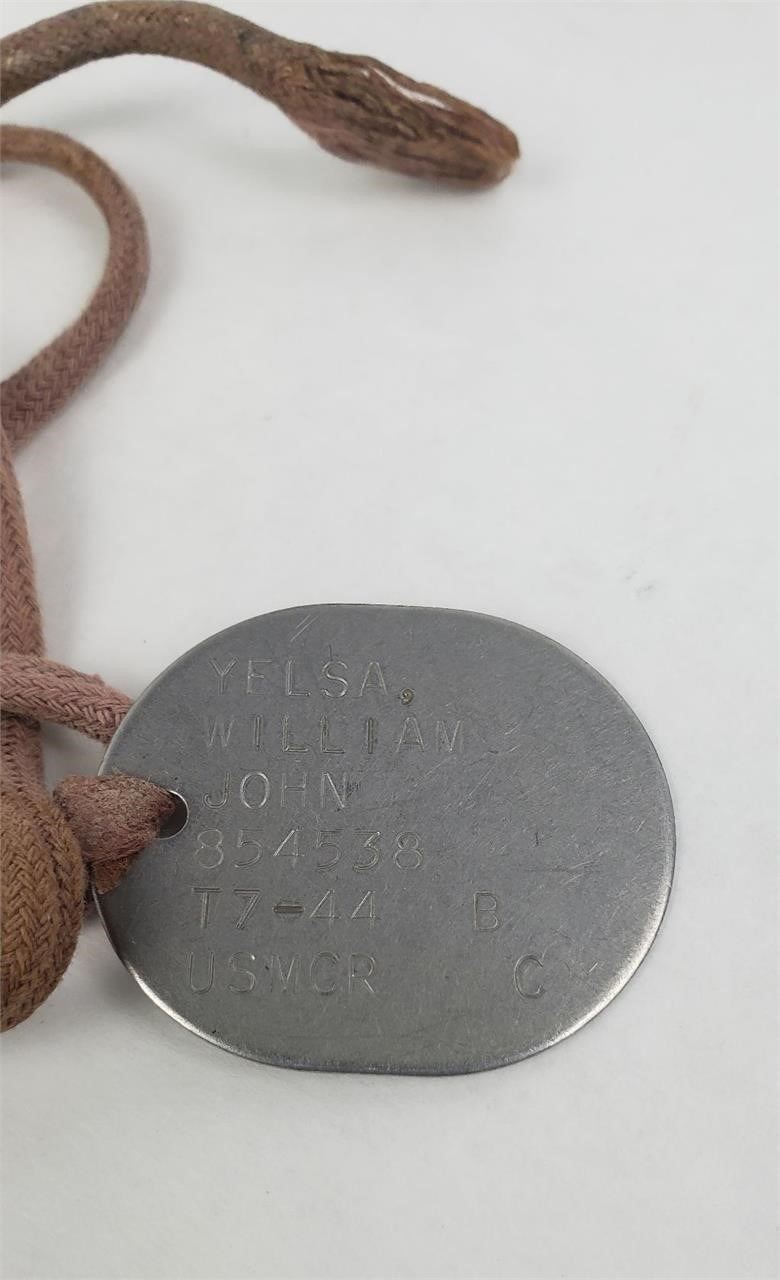 YELSA,
WILLIAM
JOHN
854538
T7-44 B
USMCR C